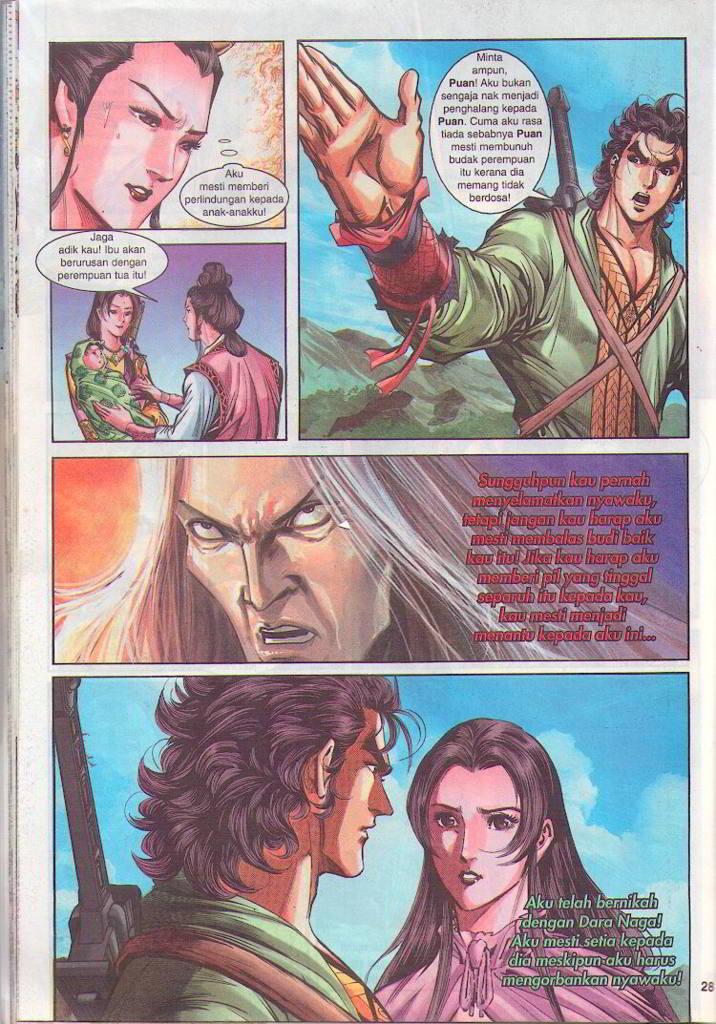 Aku
mesti memberi
perlindungan kepada
anak-anakku!
Minta
ampun,
Puan! Aku bukan
sengaja nak menjadi
penghalang kepada
Puan. Cuma aku rasa
tiada sebabnya Puan
mesti membunuh
budak perempuan
itu kerana dia
memang tidak
berdosa!
Jaga
adik kau! Ibu akan
berurusan dengan
perempuan tua itu!
Sungguhpun kau pernah
menyelamatkan nyawaku,
tetapi jangan kau harap aku
mesti membalas budi baik
kau itu! Jika kau harap aku
memberi pil yang tinggal
separuh itu kepada kau,
kau mesti menjadi
menantu kepada aku ini...
Aku telah bernikah
dengan Dara Naga!
Aku mesti setia kepada
dia meskipun aku harus
mengorbankan nyawaku!
28